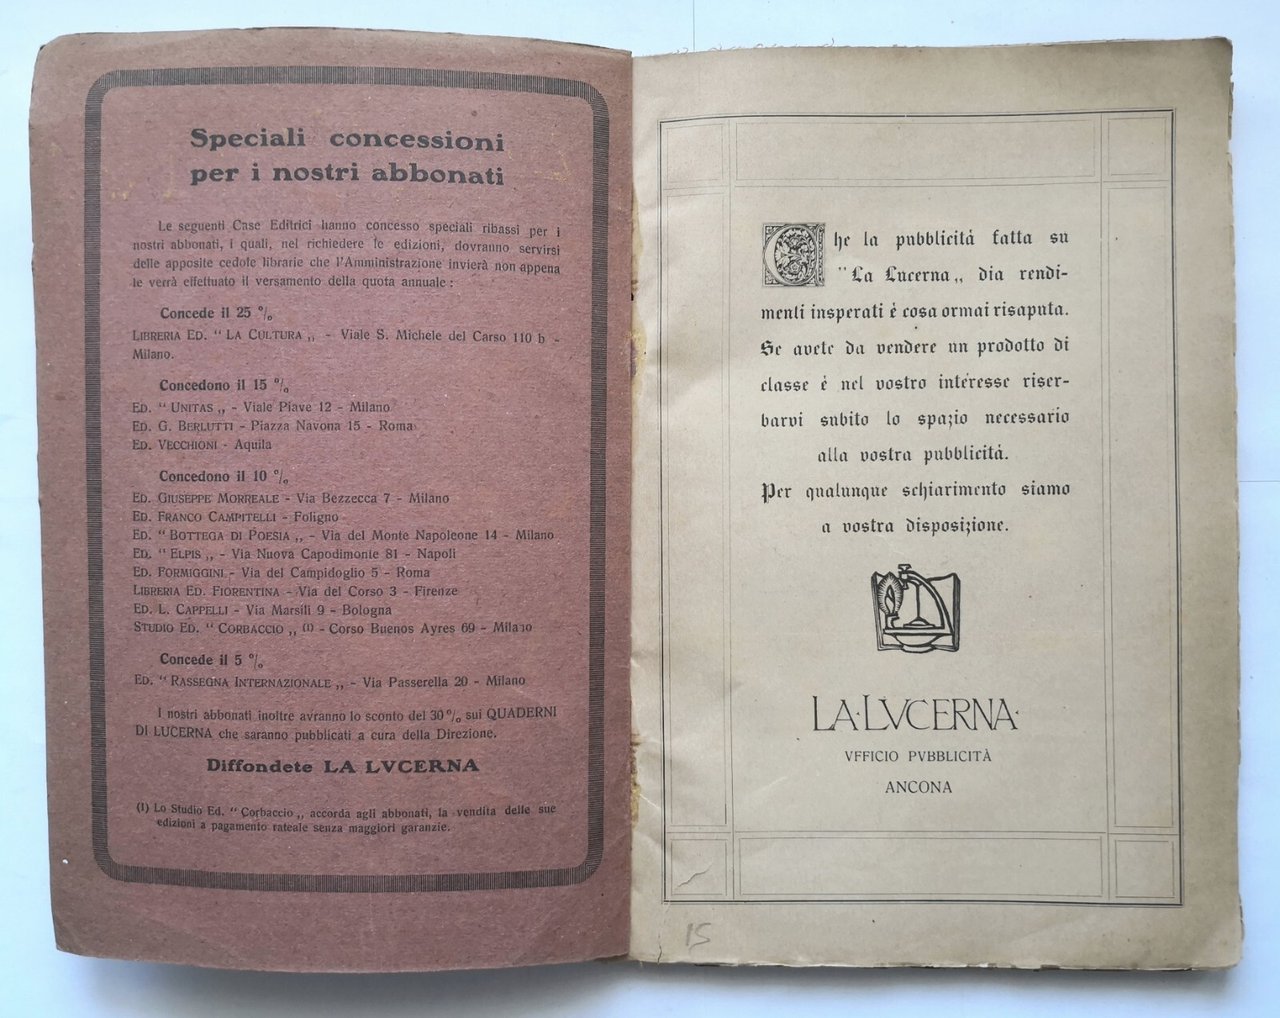 Speciali concessioni
per i nostri abbonati
Le seguenti Case Editrici hanno concesso speciali ribassi per i
nostri abbonati, i quali, nel richiedere le edizioni, dovranno servirsi
delle apposite cedole librarie che l'Amministrazione invierà non appena
le verrà effettuato il versamento della quota annuale :
Concede il 25 %
LIBRERIA ED. " LA CULTURA „ - Viale S. Michele del Carso 110 b -
Milano.
Concedono il 15 %
ED. " UNITAS „ - Viale Piave 12 - Milano
ED. G. BERLUTTI - Piazza Navona 15 - Roma
ED. VECCHIONI - Aquila
Concedono il 10 %
ED. GIUSEPPE MORREALE - Via Bezzecca 7 - Milano
ED. FRANCO CAMPITELLI - Foligno
ED. " BOTTEGA DI POESIA „ - Via del Monte Napoleone 14 - Milano
ED. " ELPIS „ - Via Nuova Capodimonte 81 - Napoli
ED. FORMIGGINI - Via del Campidoglio 5 - Roma
LIBRERIA ED. FIORENTINA - Via del Corso 3 - Firenze
ED. L. CAPPELLI - Via Marsili 9 - Bologna
STUDIO ED. " CORBACCIO „ (1) - Corso Buenos Ayres 69 - Milano
Concede il 5 %
ED. " RASSEGNA INTERNAZIONALE „ - Via Passerella 20 - Milano
I nostri abbonati inoltre avranno lo sconto del 30 % sui QUADERNI
DI LUCERNA che saranno pubblicati a cura della Direzione.
Diffondete LA LVCERNA
(1) Lo Studio Ed. " Corbaccio „ accorda agli abbonati, la vendita delle sue
edizioni a pagamento rateale senza maggiori garanzie.
Che la pubblicità fatta su
"La Lucerna„ dia rendi-
menti insperati è cosa ormai risaputa.
Se avete da vendere un prodotto di
classe è nel vostro interesse riser-
barvi subito lo spazio necessario
alla vostra pubblicità.
Per qualunque schiarimento siamo
a vostra disposizione.
LA·LVCERNA·
VFFICIO PVBBLICITÀ
ANCONA
15